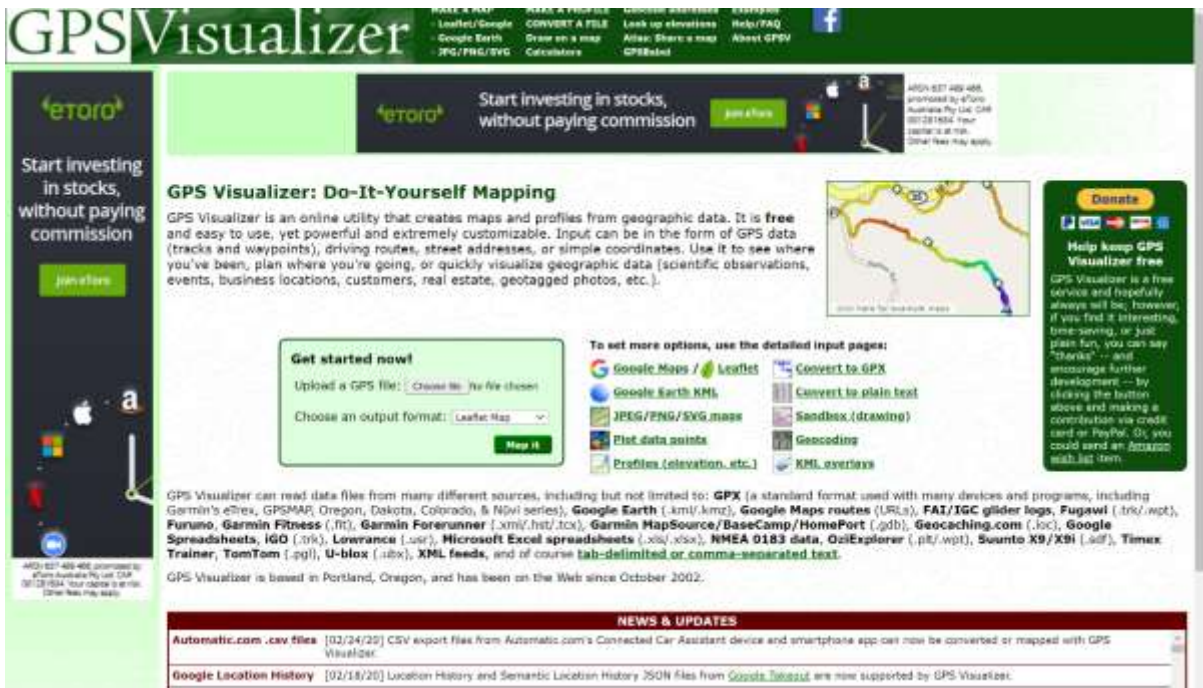 GPSVisualizer
MAKE A MAP
· Leaflet/Google
· Google Earth
· JPEG/PNG/SVG
MAKE A PROFILE
CONVERT A FILE
Draw on a map
Calculators
Geocode addresses
Look up elevations
Atlas: Share a map
GPSBabel
Examples
Help/FAQ
About GPSV
eToro
Start investing
in stocks,
without paying
commission
Join eToro
eToro
Start investing in stocks,
without paying commission
Join eToro
GPS Visualizer: Do-It-Yourself Mapping
GPS Visualizer is an online utility that creates maps and profiles from geographic data. It is free
and easy to use, yet powerful and extremely customizable. Input can be in the form of GPS data
(tracks and waypoints), driving routes, street addresses, or simple coordinates. Use it to see where
you've been, plan where you're going, or quickly visualize geographic data (scientific observations,
events, business locations, customers, real estate, geotagged photos, etc.).
click here for example maps
Donate
VISA
Help keep GPS
Visualizer free
GPS Visualizer is a free
service and hopefully
always will be; however,
if you find it interesting,
time-saving, or just
plain fun, you can say
"thanks" -- and
encourage further
development -- by
clicking the button
above and making a
contribution via credit
card or PayPal. Or, you
could send an Amazon
wish list item.
Get started now!
Upload a GPS file: Choose file No file chosen
Choose an output format: Leaflet Map
Map it
To set more options, use the detailed input pages:
Google Maps / Leaflet
Google Earth KML
JPEG/PNG/SVG maps
Plot data points
Profiles (elevation, etc.)
Convert to GPX
Convert to plain text
Sandbox (drawing)
Geocoding
KML overlays
GPS Visualizer can read data files from many different sources, including but not limited to: GPX (a standard format used with many devices and programs, including
Garmin's eTrex, GPSMAP, Oregon, Dakota, Colorado, & Nüvi series), Google Earth (.kml/.kmz), Google Maps routes (URLs), FAI/IGC glider logs, Fugawi (.trk/.wpt),
Furuno, Garmin Fitness (.fit), Garmin Forerunner (.xml/.hst/.tcx), Garmin MapSource/BaseCamp/HomePort (.gdb), Geocaching.com (.loc), Google
Spreadsheets, iGO (.trk), Lowrance (.usr), Microsoft Excel spreadsheets (.xls/.xlsx), NMEA 0183 data, OziExplorer (.plt/.wpt), Suunto X9/X9i (.sdf), Timex
Trainer, TomTom (.pgl), U-blox (.ubx), XML feeds, and of course tab-delimited or comma-separated text.
GPS Visualizer is based in Portland, Oregon, and has been on the Web since October 2002.
NEWS & UPDATES
Automatic.com .csv files [02/24/20] CSV export files from Automatic.com's Connected Car Assistant device and smartphone app can now be converted or mapped with GPS
Visualizer.
Google Location History [02/18/20] Location History and Semantic Location History JSON files from Google Takeout are now supported by GPS Visualizer.